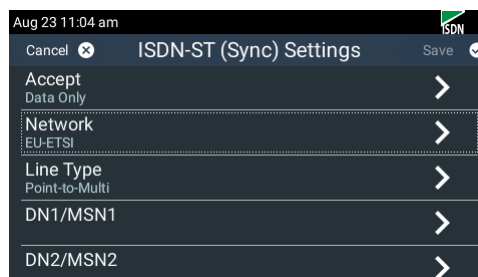 Aug 23 11:04 am
ISDN
Cancel ISDN-ST (Sync) Settings Save
Accept
Data Only
Network
EU-ETSI
Line Type
Point-to-Multi
DN1/MSN1
DN2/MSN2